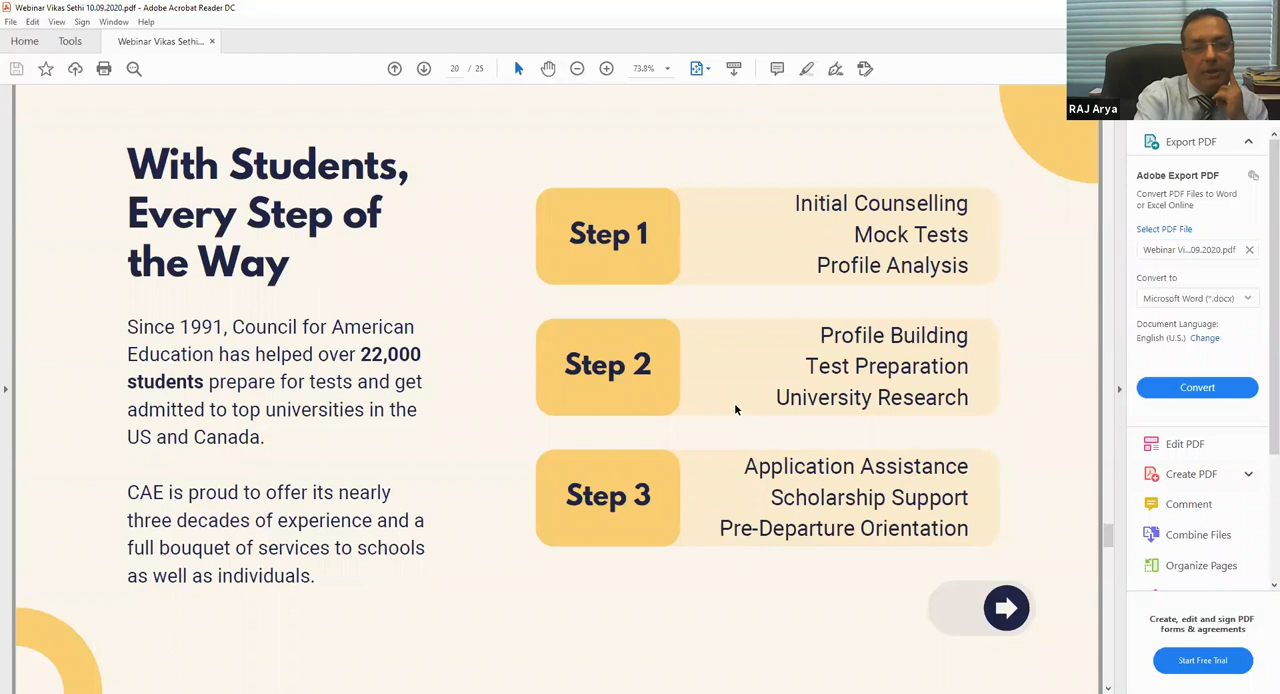 Webinar Vikas Sethi 10.09.2020.pdf - Adobe Acrobat Reader DC
File Edit View Sign Window Help
Home Tools Webinar Vikas Sethi... ×
20 / 25 73.8%
RAJ Arya
With Students,
Every Step of
the Way
Since 1991, Council for American
Education has helped over 22,000
students prepare for tests and get
admitted to top universities in the
US and Canada.
CAE is proud to offer its nearly
three decades of experience and a
full bouquet of services to schools
as well as individuals.
Step 1
Initial Counselling
Mock Tests
Profile Analysis
Step 2
Profile Building
Test Preparation
University Research
Step 3
Application Assistance
Scholarship Support
Pre-Departure Orientation
Export PDF
Adobe Export PDF
Convert PDF Files to Word
or Excel Online
Select PDF File
Webinar Vi...09.2020.pdf
Convert to
Microsoft Word (*.docx)
Document Language:
English (U.S.) Change
Convert
Edit PDF
Create PDF
Comment
Combine Files
Organize Pages
Create, edit and sign PDF
forms & agreements
Start Free Trial